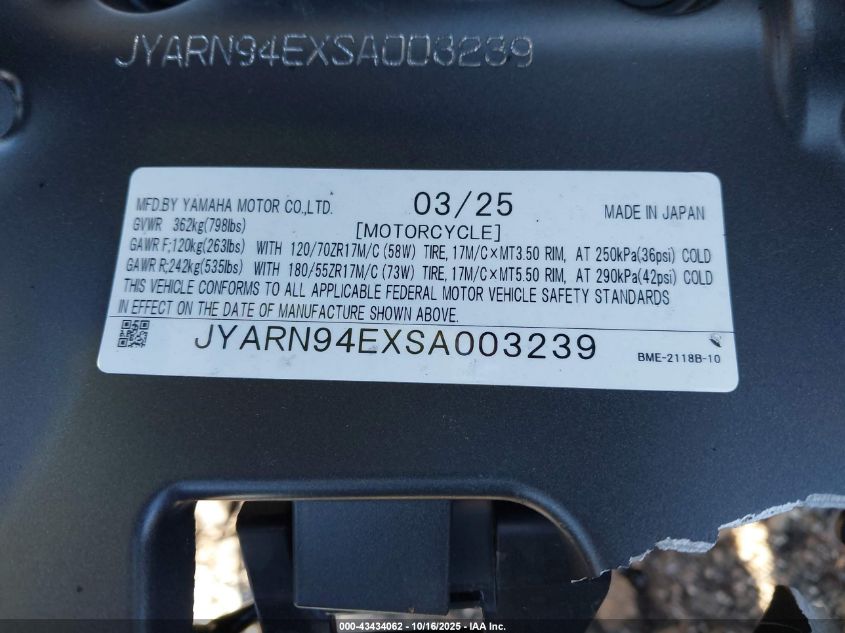 JYARN94EXSA003239
MFD.BY YAMAHA MOTOR CO.,LTD. 03/25 MADE IN JAPAN
GVWR 362kg(798lbs) [MOTORCYCLE]
GAWR F;120kg(263lbs) WITH 120/70ZR17M/C (58W) TIRE, 17M/C×MT3.50 RIM, AT 250kPa(36psi) COLD
GAWR R;242kg(535lbs) WITH 180/55ZR17M/C (73W) TIRE, 17M/C×MT5.50 RIM, AT 290kPa(42psi) COLD
THIS VEHICLE CONFORMS TO ALL APPLICABLE FEDERAL MOTOR VEHICLE SAFETY STANDARDS
IN EFFECT ON THE DATE OF MANUFACTURE SHOWN ABOVE.
JYARN94EXSA003239
BME-2118B-10
000-43434062 - 10/16/2025 - IAA Inc.